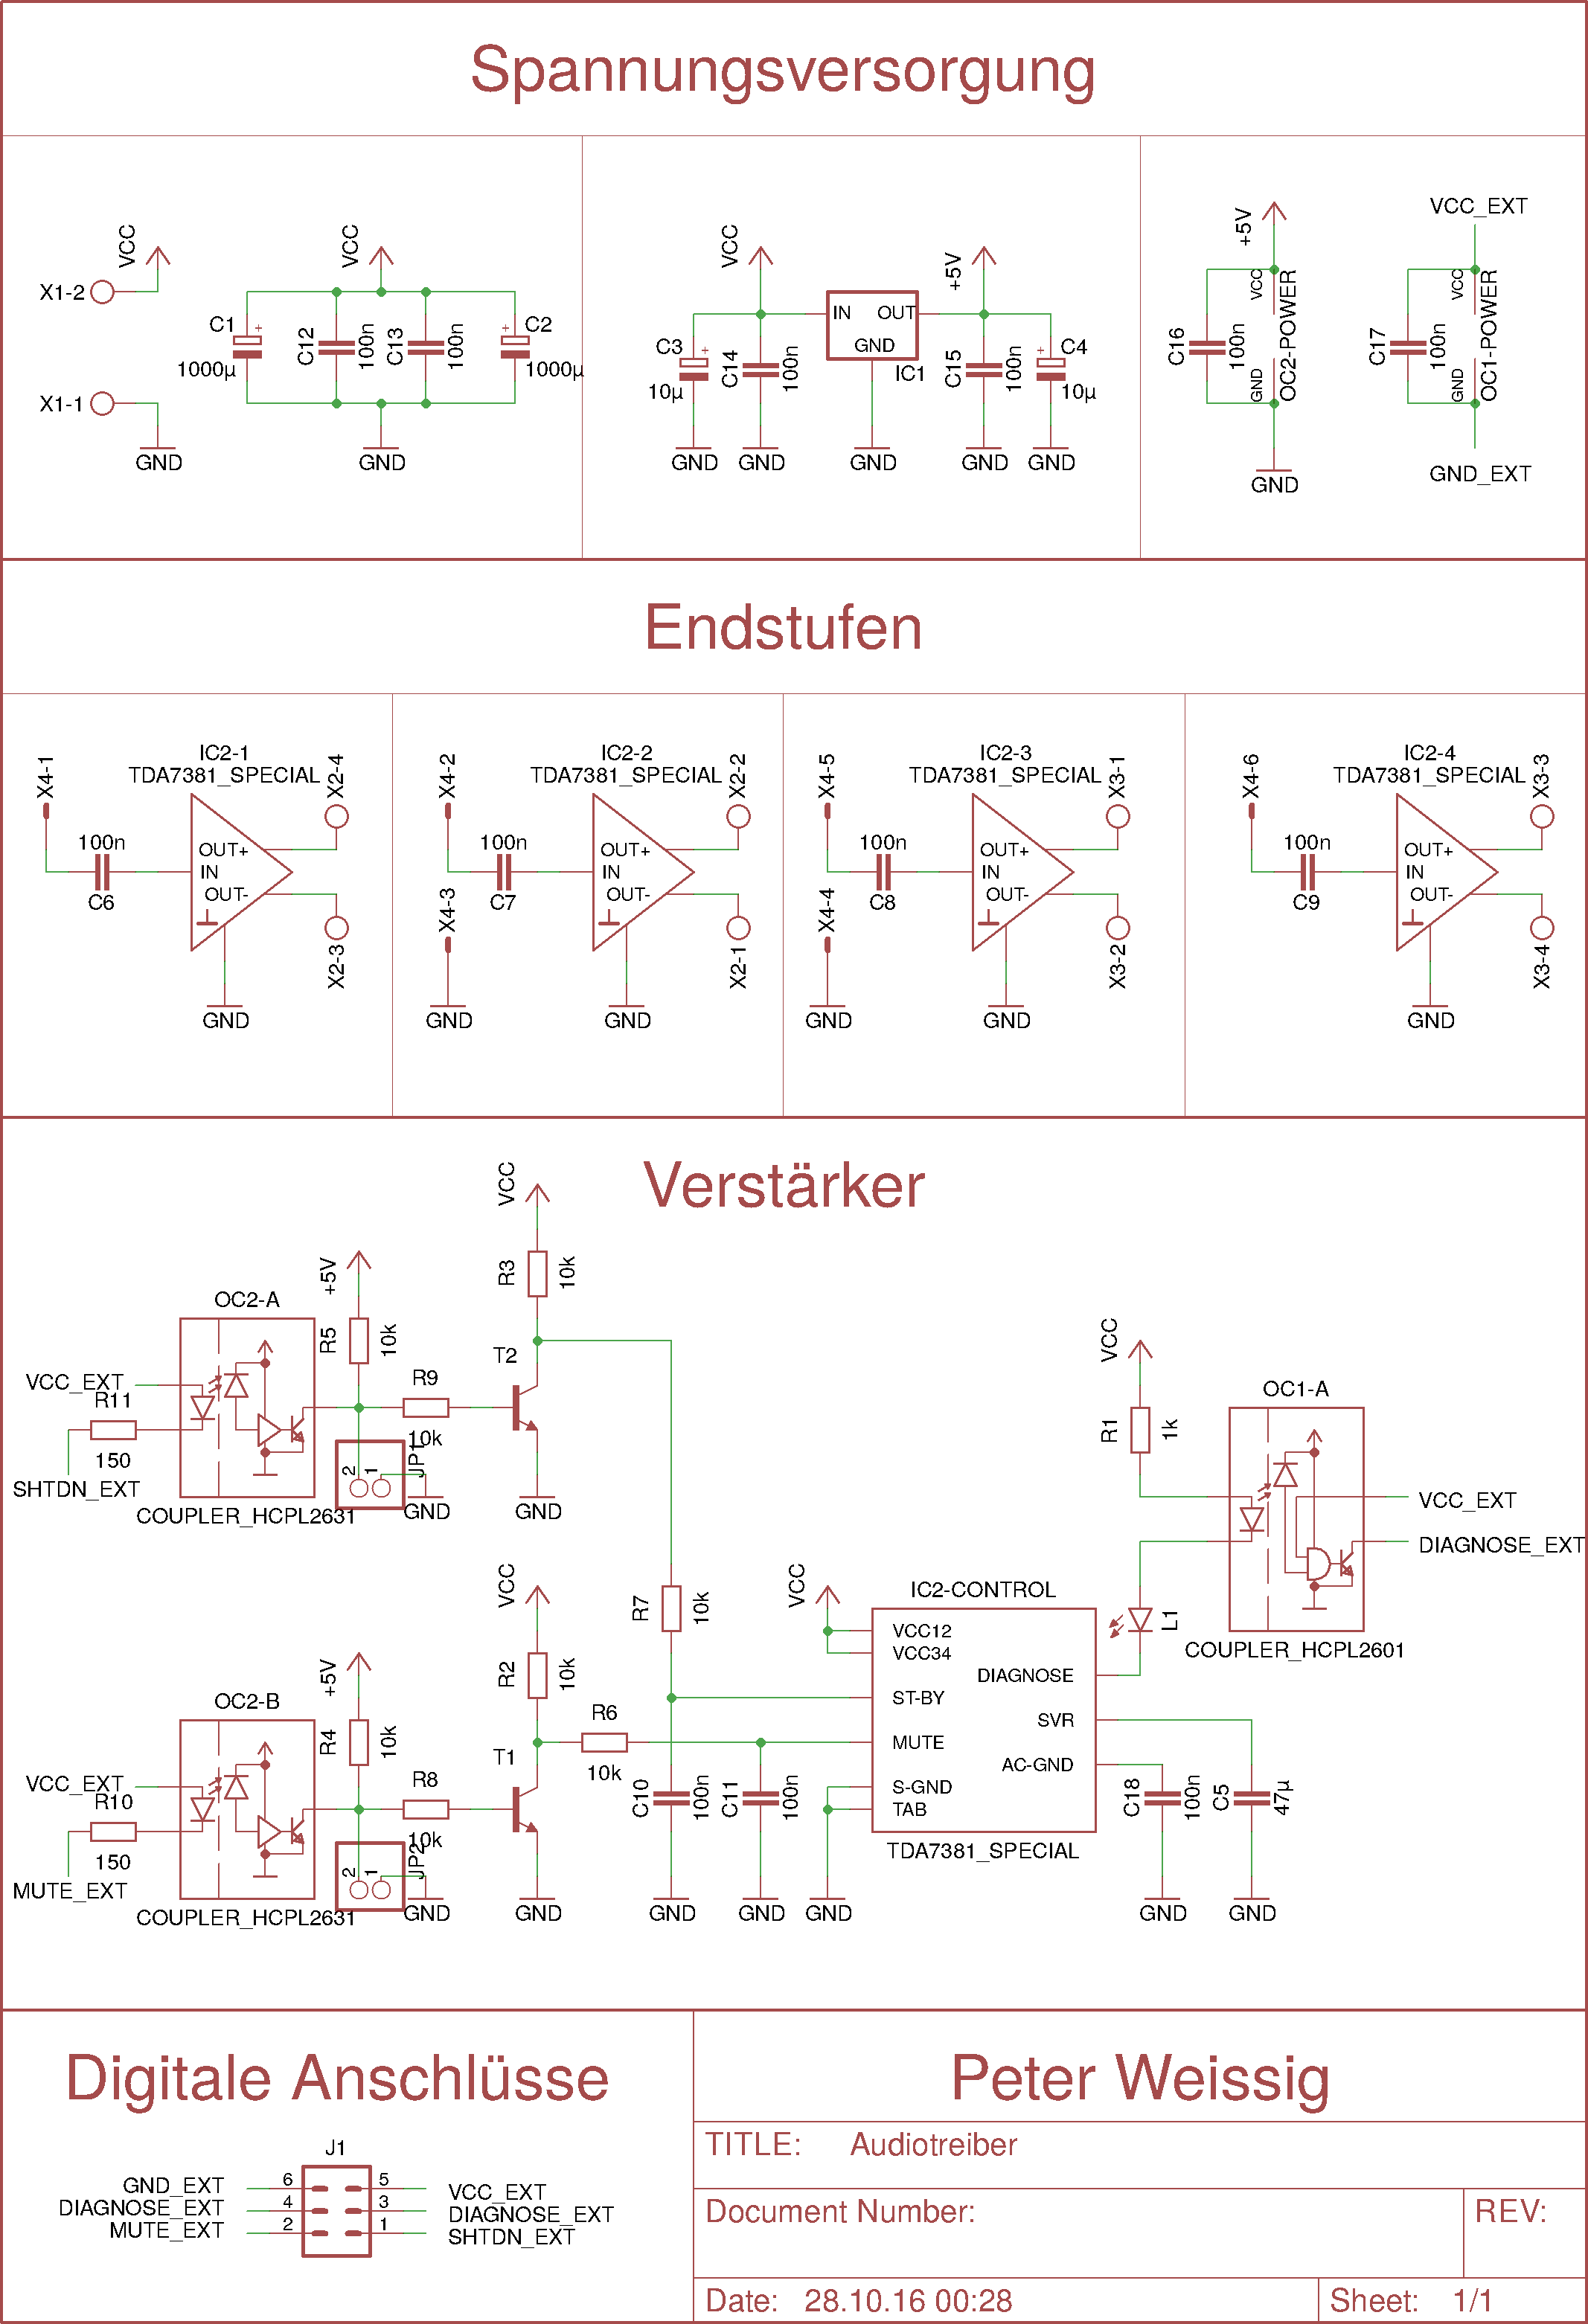 Spannungsversorgung
VCC
X1-2
X1-1
GND
VCC
C1
+
1000µ
C12
100n
C13
100n
+
C2
1000µ
GND
VCC
C3
+
10µ
C14
100n
IN
OUT
GND
IC1
+5V
C15
100n
+
C4
10µ
GND
GND
GND
GND
GND
+5V
C16
100n
VCC
GND
OC2-POWER
GND
VCC_EXT
C17
100n
VCC
GND
OC1-POWER
GND_EXT
Endstufen
X4-1
100n
C6
IC2-1
TDA7381_SPECIAL
OUT+
IN
OUT-
X2-4
X2-3
GND
X4-2
100n
C7
X4-3
GND
IC2-2
TDA7381_SPECIAL
OUT+
IN
OUT-
X2-2
X2-1
GND
X4-5
100n
C8
X4-4
GND
IC2-3
TDA7381_SPECIAL
OUT+
IN
OUT-
X3-1
X3-2
GND
X4-6
100n
C9
IC2-4
TDA7381_SPECIAL
OUT+
IN
OUT-
X3-3
X3-4
GND
Verstärker
VCC
R3
10k
+5V
OC2-A
R5
10k
VCC_EXT
R11
150
SHTDN_EXT
COUPLER_HCPL2631
R9
10k
2
1
JP1
GND
T2
GND
VCC
R2
10k
+5V
OC2-B
R4
10k
VCC_EXT
R10
150
MUTE_EXT
COUPLER_HCPL2631
R8
10k
2
1
JP2
GND
T1
GND
R6
10k
R7
10k
C10
100n
GND
C11
100n
GND
VCC
IC2-CONTROL
VCC12
VCC34
ST-BY
MUTE
S-GND
TAB
DIAGNOSE
SVR
AC-GND
TDA7381_SPECIAL
GND
C18
100n
GND
C5
47µ
GND
VCC
R1
1k
L1
OC1-A
VCC_EXT
DIAGNOSE_EXT
COUPLER_HCPL2601
Digitale Anschlüsse
J1
GND_EXT 6 5 VCC_EXT
DIAGNOSE_EXT 4 3 DIAGNOSE_EXT
MUTE_EXT 2 1 SHTDN_EXT
Peter Weissig
TITLE: Audiotreiber
Document Number:
REV:
Date: 28.10.16 00:28
Sheet: 1/1